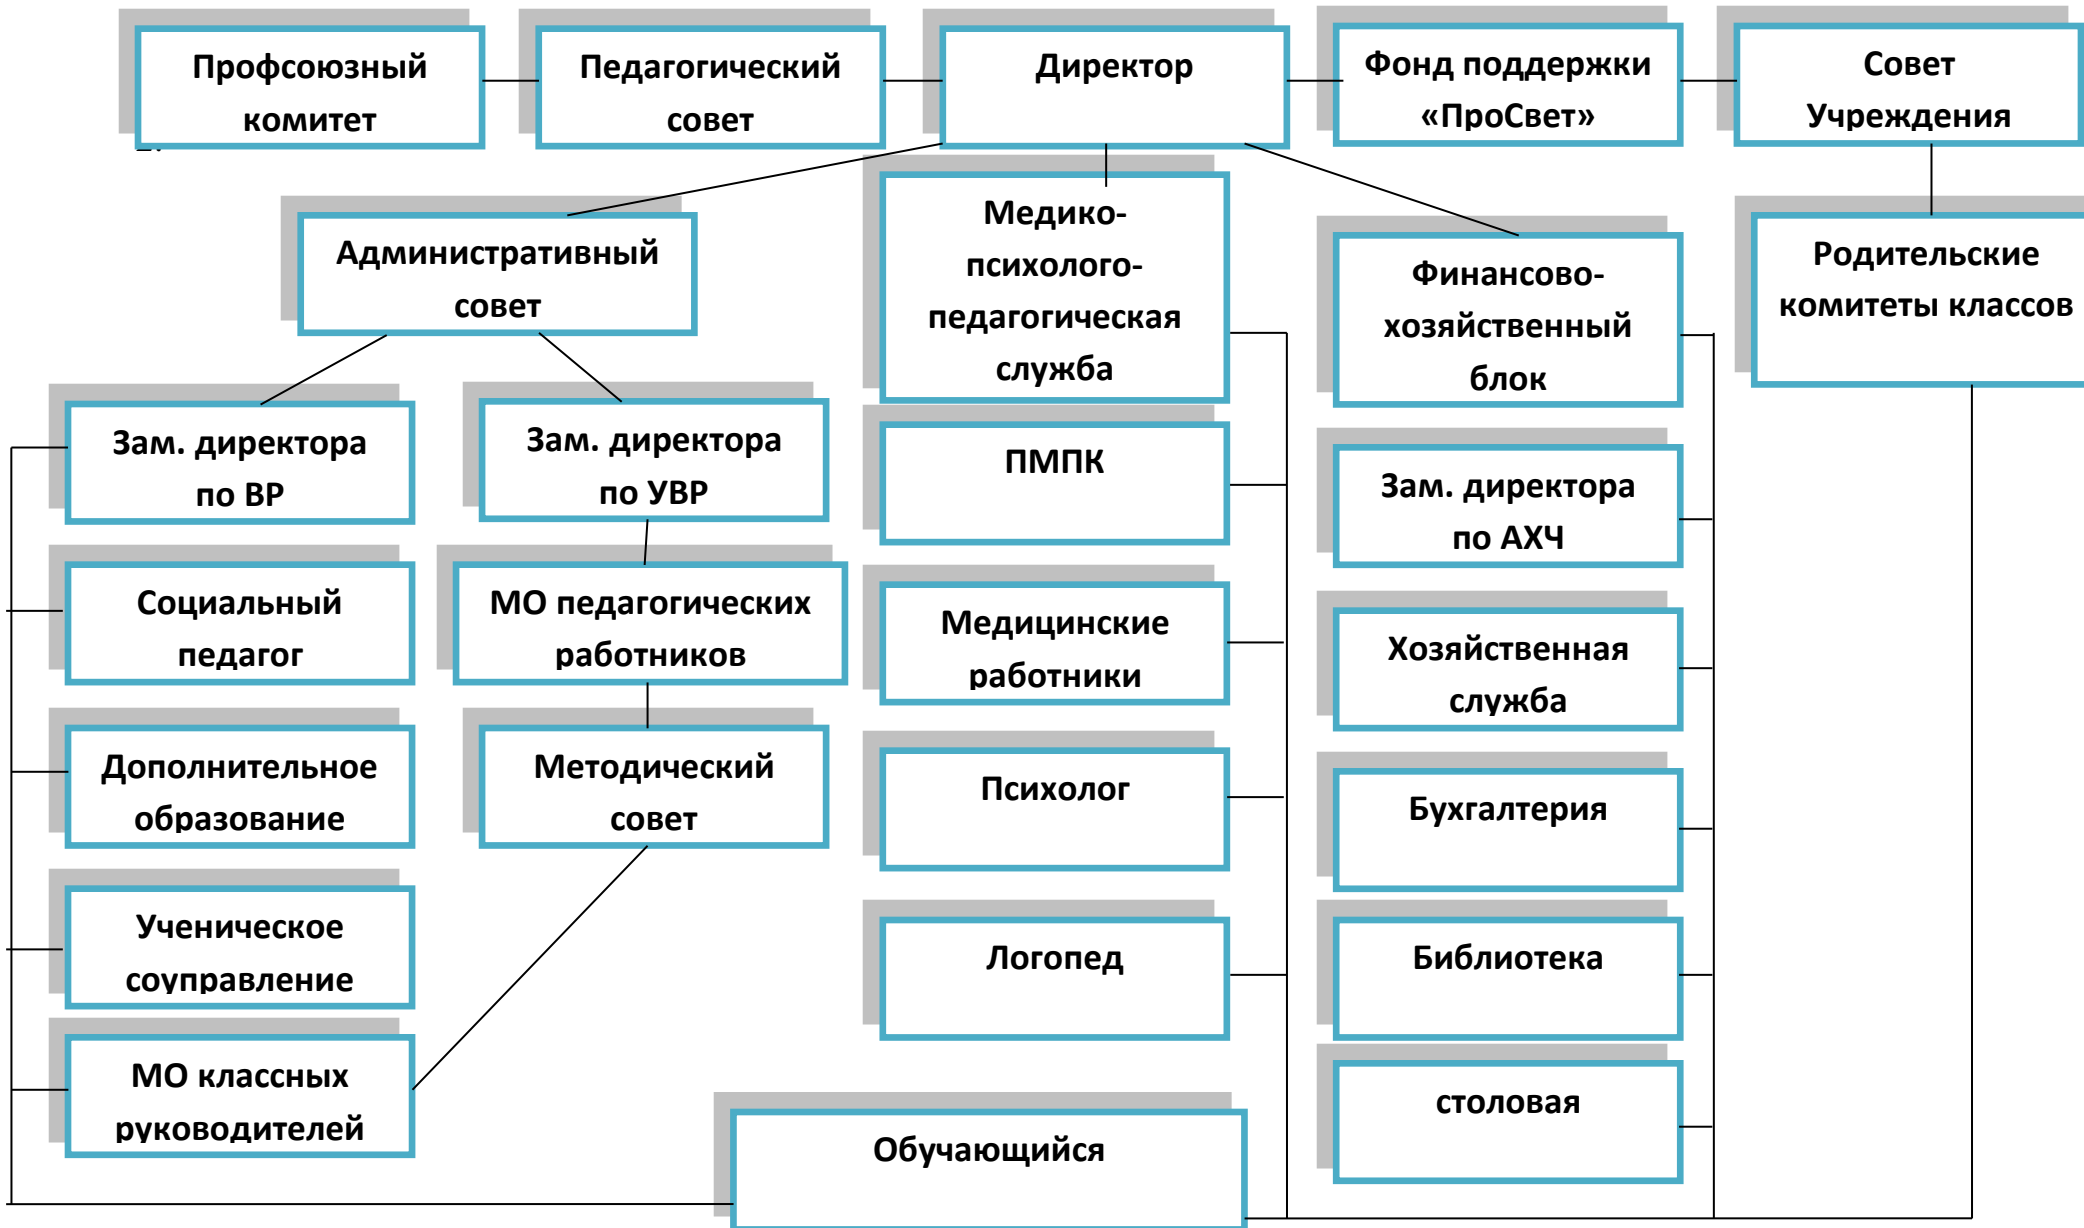 Профсоюзный
комитет
Педагогический
совет
Директор
Фонд поддержки
«ПроСвет»
Совет
Учреждения
Административный
совет
Медико-
психолого-
педагогическая
служба
Финансово-
хозяйственный
блок
Родительские
комитеты классов
Зам. директора
по ВР
Зам. директора
по УВР
ПМПК
Зам. директора
по АХЧ
Социальный
педагог
МО педагогических
работников
Медицинские
работники
Хозяйственная
служба
Дополнительное
образование
Методический
совет
Психолог
Бухгалтерия
Ученическое
соуправление
Логопед
Библиотека
МО классных
руководителей
столовая
Обучающийся